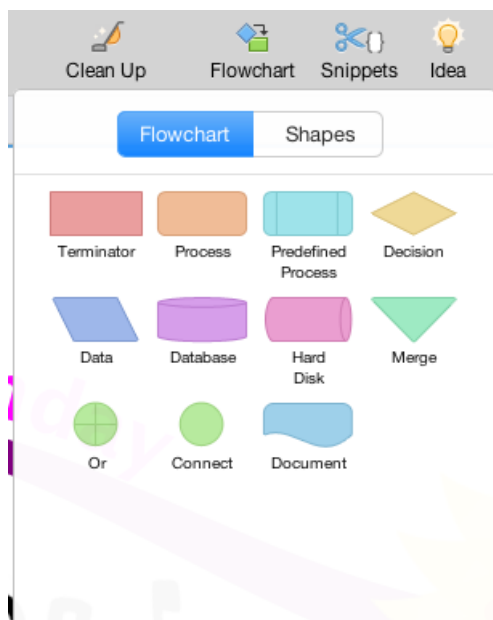 Clean Up Flowchart Snippets Idea
Flowchart Shapes
Terminator Process Predefined Process Decision
Data Database Hard Disk Merge
Or Connect Document